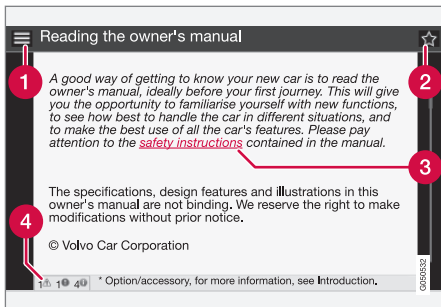 Reading the owner's manual
1
2
A good way of getting to know your new car is to read the
owner's manual, ideally before your first journey. This will give
you the opportunity to familiarise yourself with new functions,
to see how best to handle the car in different situations, and
to make the best use of all the car's features. Please pay
attention to the safety instructions contained in the manual.
3
The specifications, design features and illustrations in this
owner's manual are not binding. We reserve the right to make
modifications without prior notice.
4
© Volvo Car Corporation
1 1 4 * Option/accessory, for more information, see Introduction.
G050532